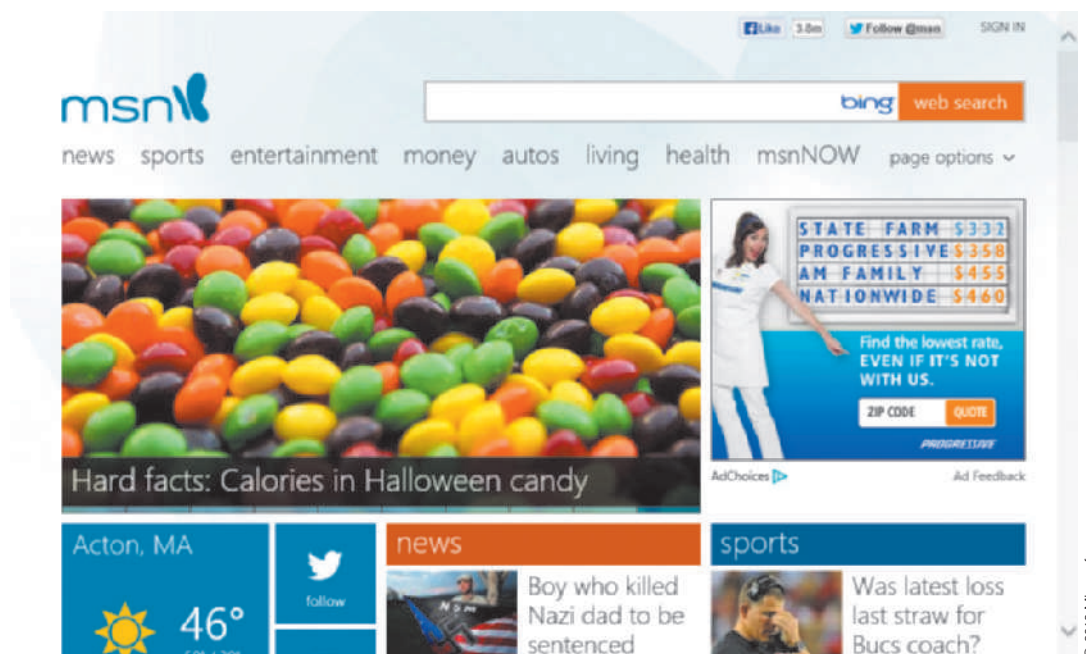 Like 3.8m Follow @msn SIGN IN
msn
bing web search
news sports entertainment money autos living health msnNOW page options
STATE FARM $332
PROGRESSIVE $358
AM FAMILY $455
NATIONWIDE $460
Find the lowest rate,
EVEN IF IT'S NOT
WITH US.
ZIP CODE QUOTE
PROGRESSIVE
Hard facts: Calories in Halloween candy
AdChoices Ad Feedback
Acton, MA
46°
follow
news
Boy who killed
Nazi dad to be
sentenced
sports
Was latest loss
last straw for
Bucs coach?